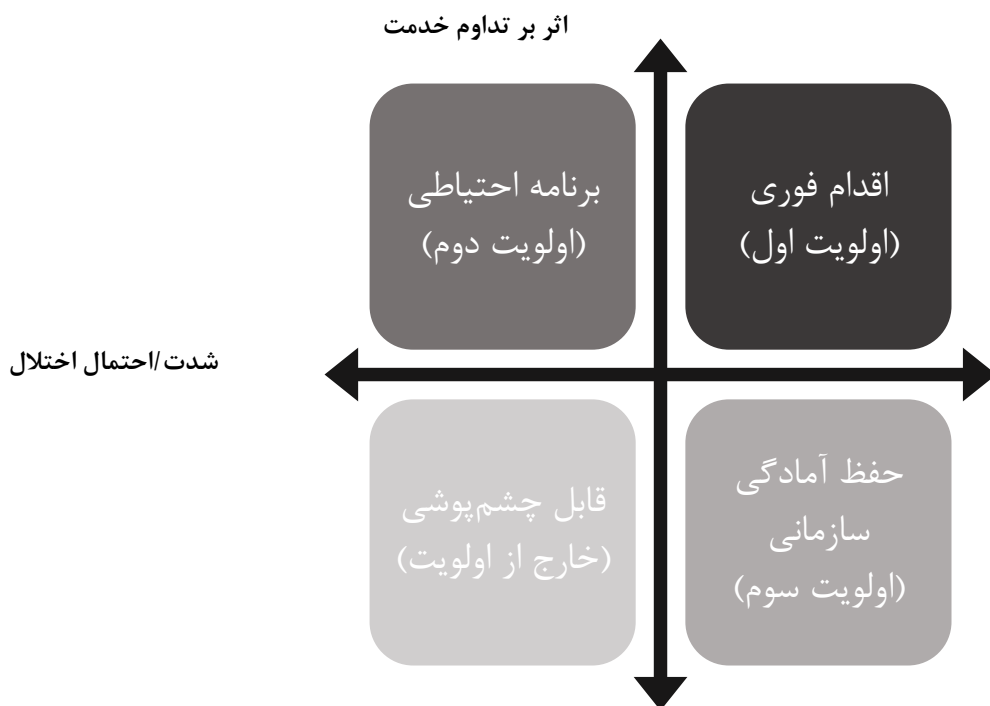 اثر بر تداوم خدمت
اقدام فوری
(اولویت اول)
برنامه احتیاطی
(اولویت دوم)
شدت/احتمال اختلال
حفظ آمادگی
سازمانی
(اولویت سوم)
قابل چشم‌پوشی
(خارج از اولویت)